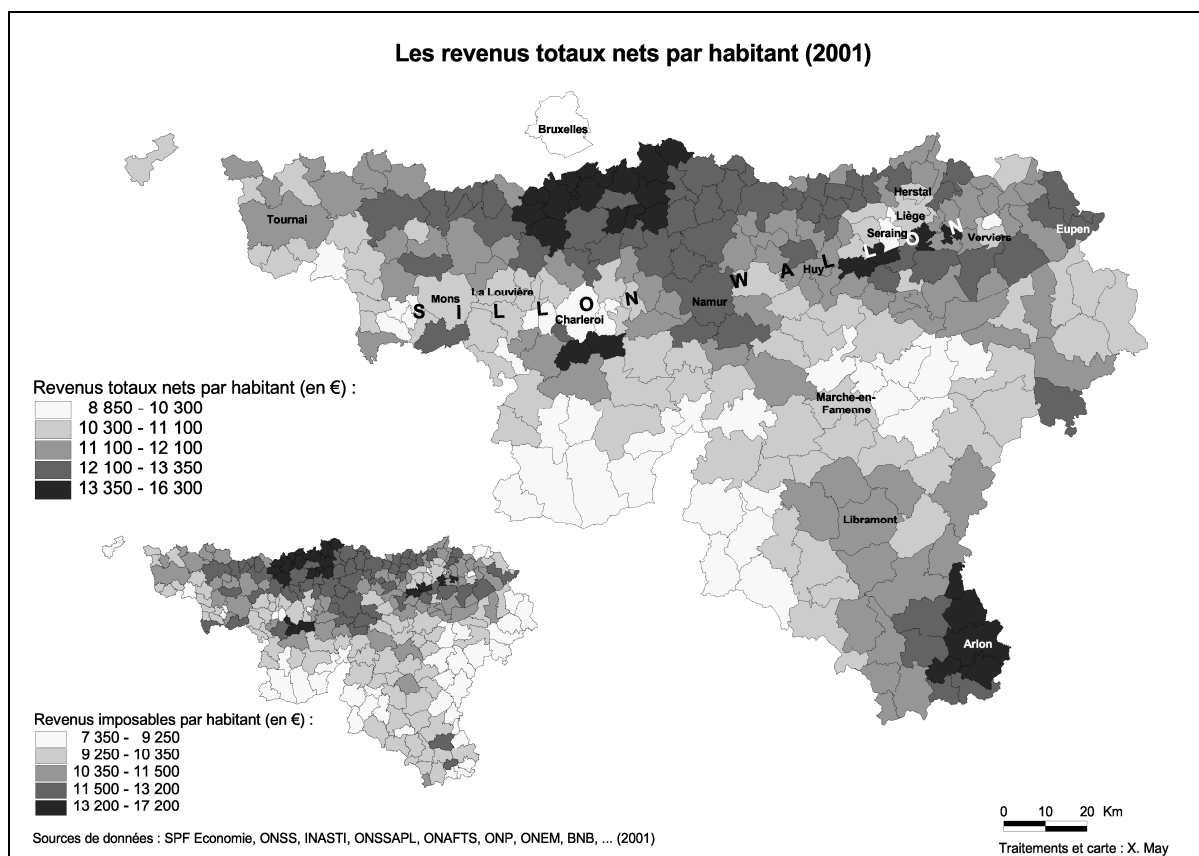 Les revenus totaux nets par habitant (2001)
Bruxelles
Herstal
Tournai
Liège
Seraing
Verviers
Eupen
Huy
SILLON WALLON
La Louvière
Mons
Namur
Charleroi
Revenus totaux nets par habitant (en €) :
8 850 - 10 300
10 300 - 11 100
11 100 - 12 100
12 100 - 13 350
13 350 - 16 300
Marche-en-
Famenne
Libramont
Arlon
Revenus imposables par habitant (en €) :
7 350 - 9 250
9 250 - 10 350
10 350 - 11 500
11 500 - 13 200
13 200 - 17 200
0 10 20 Km
Sources de données : SPF Economie, ONSS, INASTI, ONSSAPL, ONAFTS, ONP, ONEM, BNB, ... (2001)
Traitements et carte : X. May